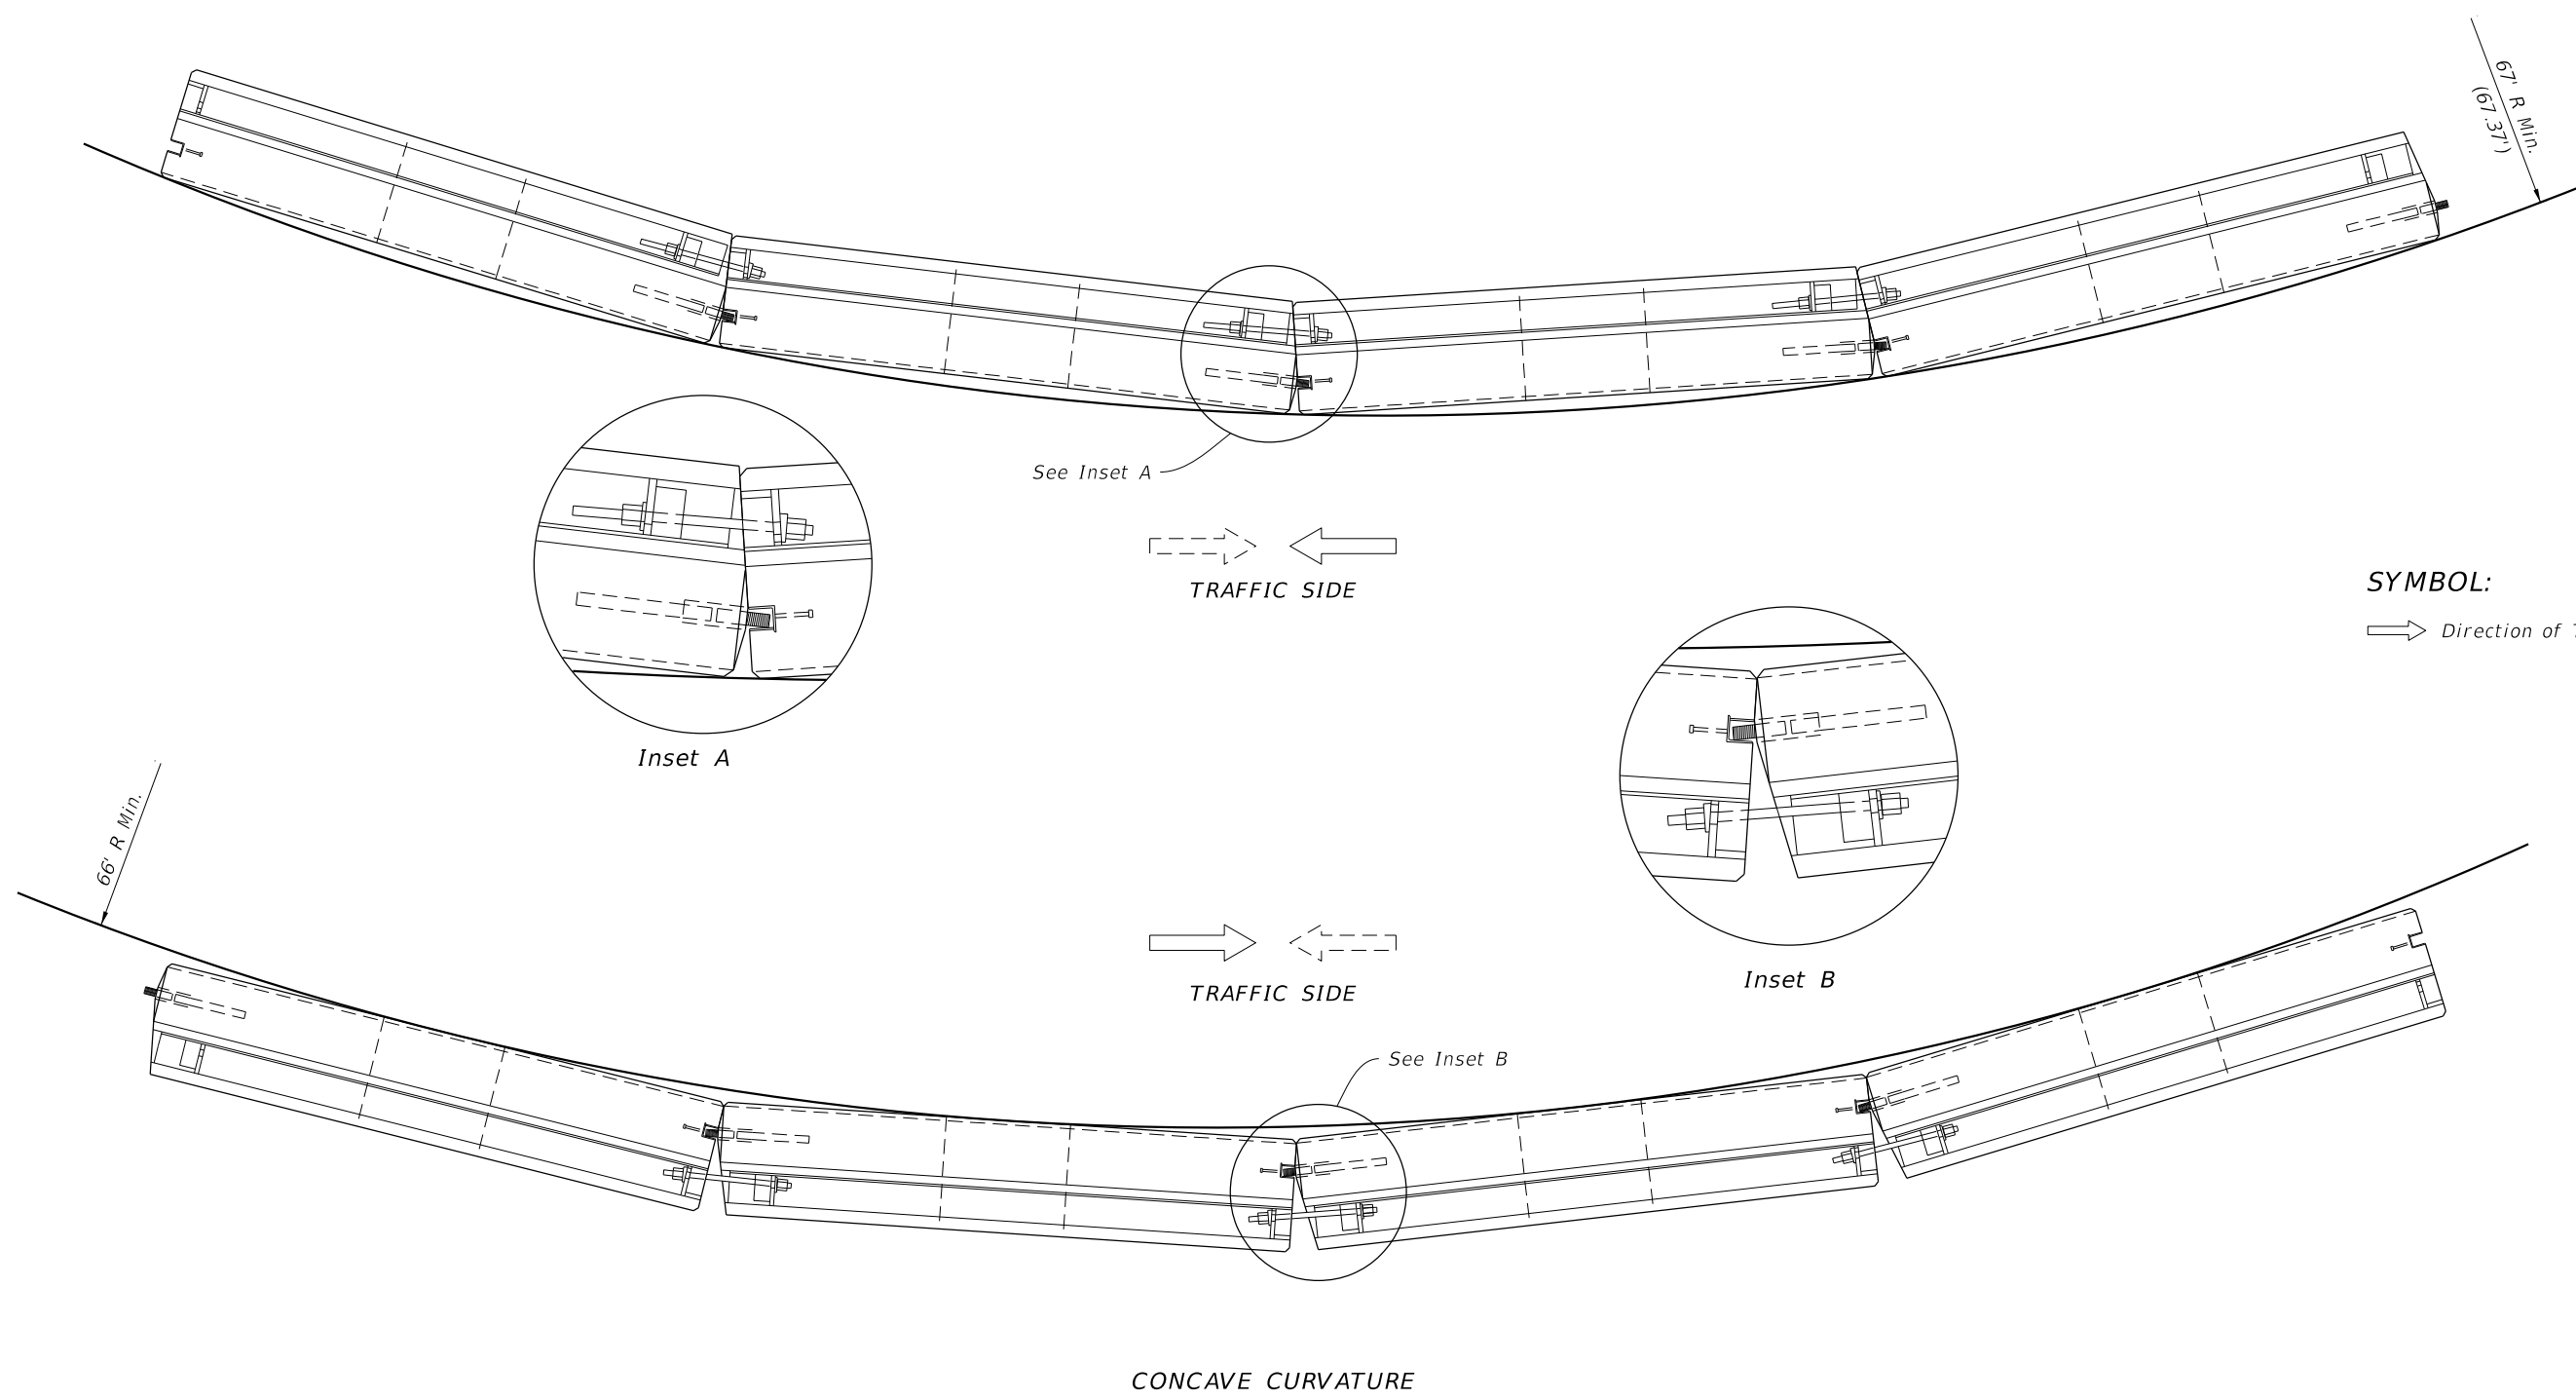 67' R Min.
(67.37')
See Inset A
TRAFFIC SIDE
SYMBOL:
Direction of
Inset A
66' R Min.
Inset B
TRAFFIC SIDE
See Inset B
CONCAVE CURVATURE